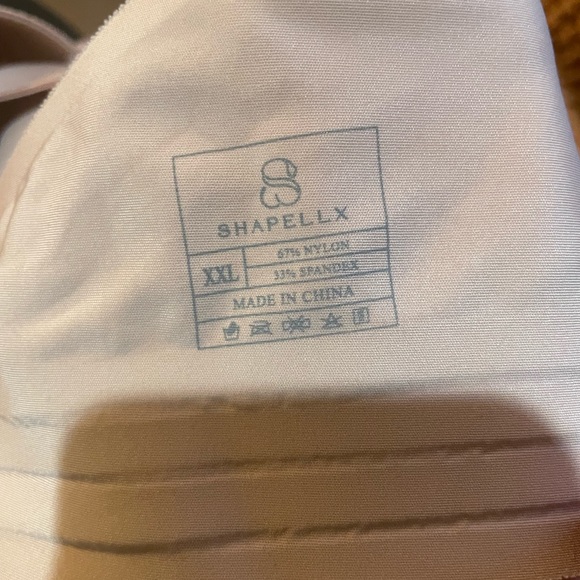 SHAPELLX
XXL
67% NYLON
33% SPANDEX
MADE IN CHINA